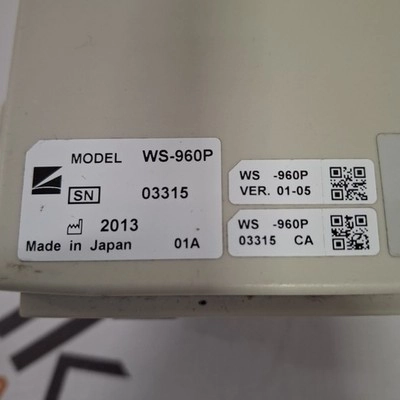 MODEL WS-960P
SN 03315
2013
Made in Japan 01A
WS -960P
VER. 01-05
WS -960P
03315 CA